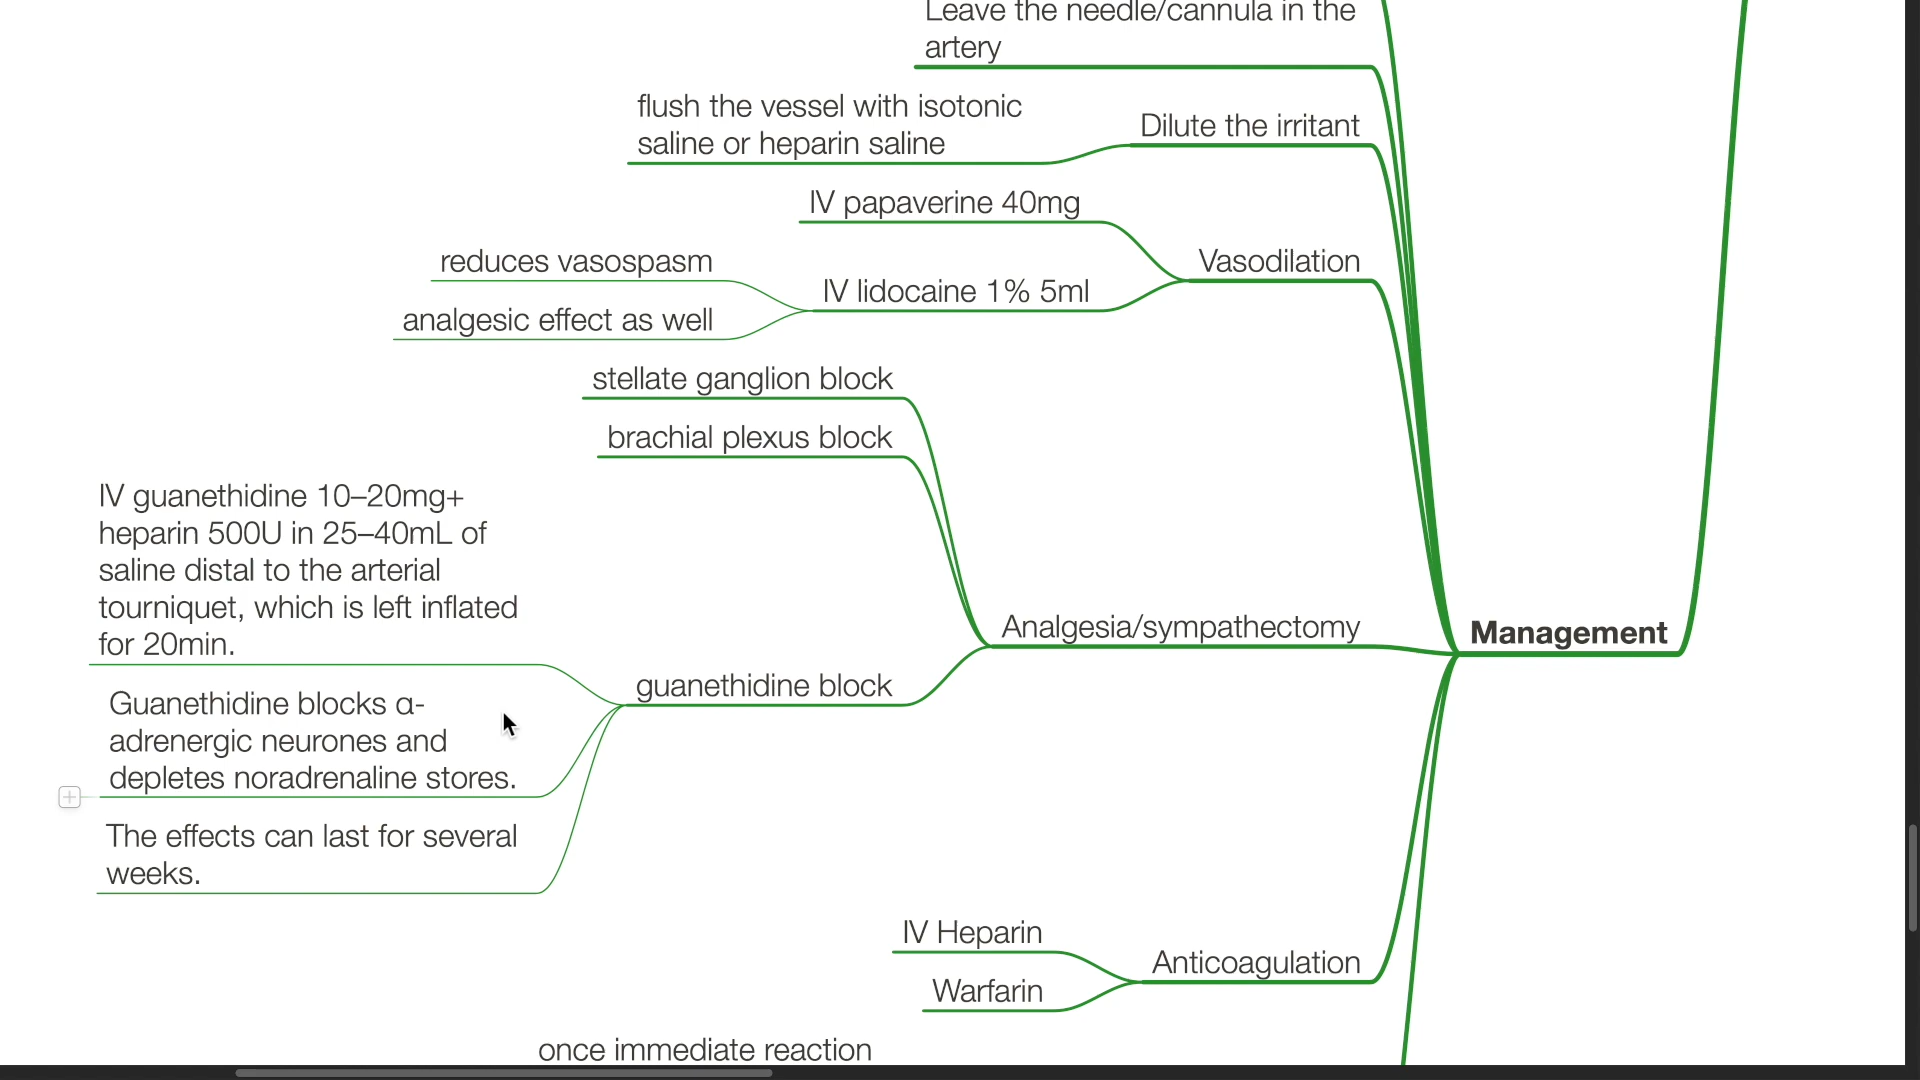 Leave the needle/cannula in the
artery
flush the vessel with isotonic
saline or heparin saline
Dilute the irritant
IV papaverine 40mg
Vasodilation
reduces vasospasm
IV lidocaine 1% 5ml
analgesic effect as well
stellate ganglion block
brachial plexus block
IV guanethidine 10–20mg+
heparin 500U in 25–40mL of
saline distal to the arterial
tourniquet, which is left inflated
for 20min.
Analgesia/sympathectomy
Management
guanethidine block
Guanethidine blocks α-
adrenergic neurones and
depletes noradrenaline stores.
The effects can last for several
weeks.
IV Heparin
Anticoagulation
Warfarin
once immediate reaction